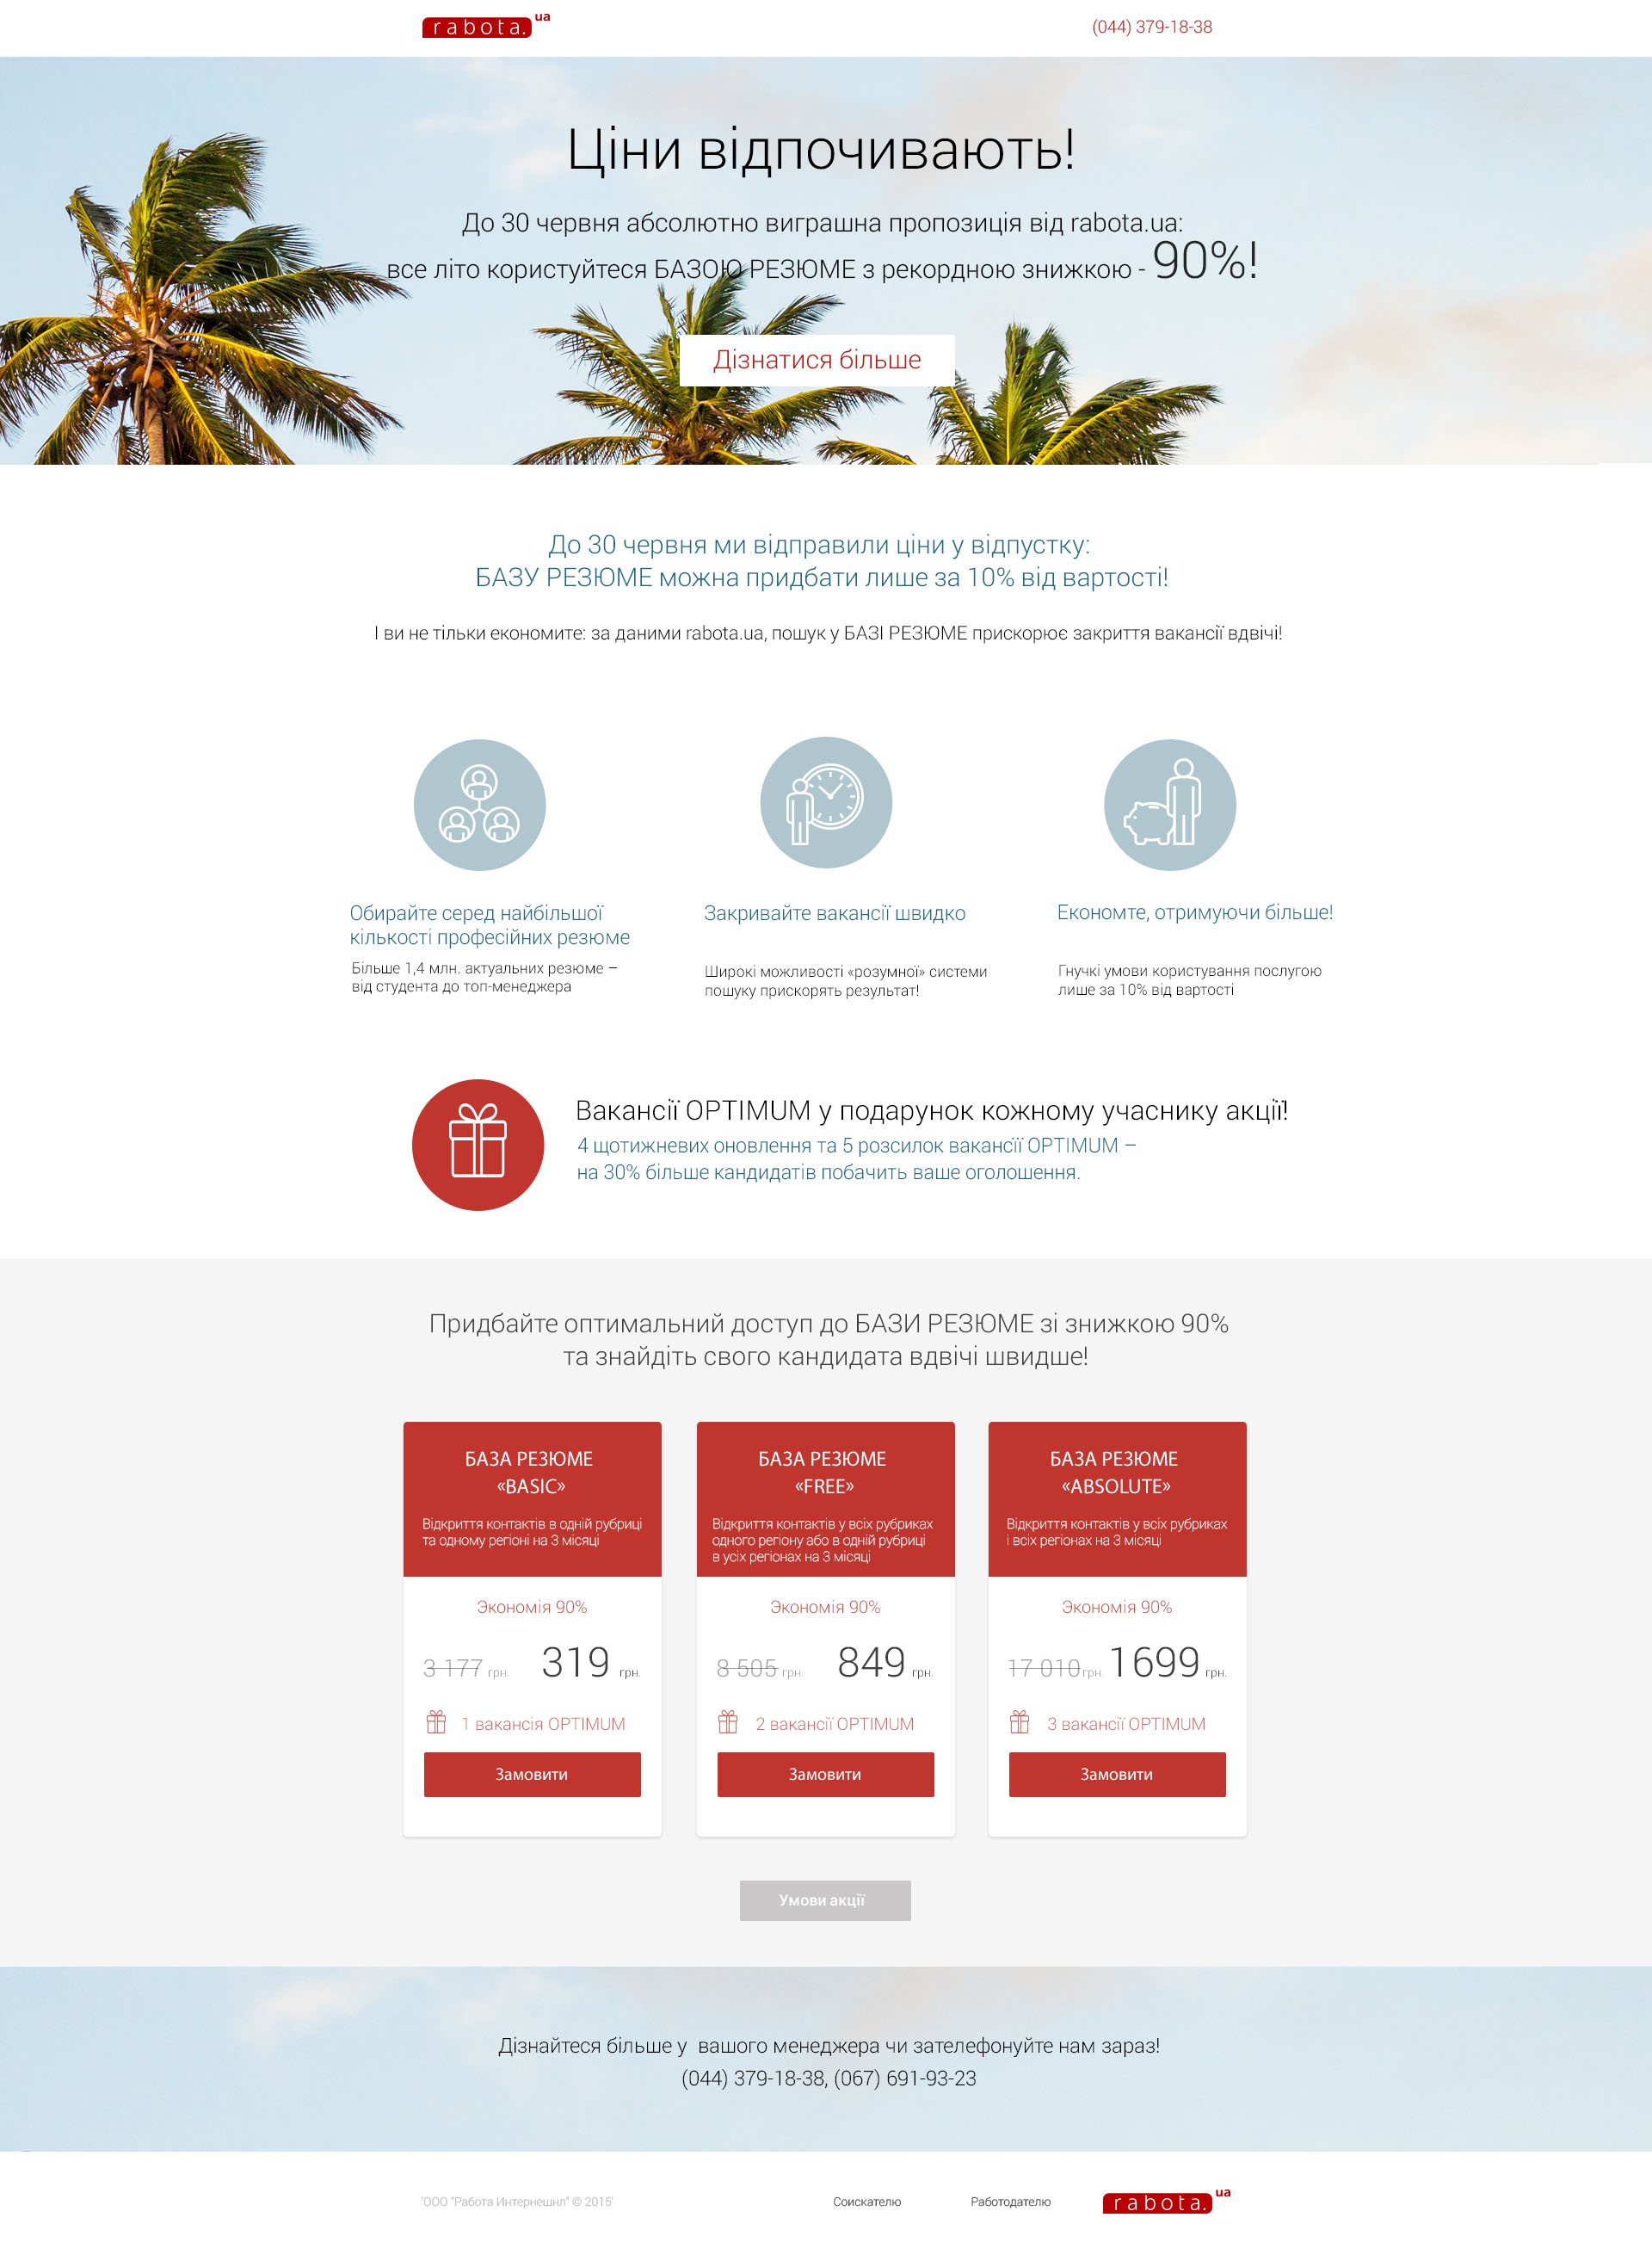 rabota.ua
(044) 379-18-38
Ціни відпочивають!
До 30 червня абсолютно виграшна пропозиція від rabota.ua:
все літо користуйтеся БАЗОЮ РЕЗЮМЕ з рекордною знижкою - 90%!
Дізнатися більше
До 30 червня ми відправили ціни у відпустку:
БАЗУ РЕЗЮМЕ можна придбати лише за 10% від вартості!
І ви не тільки економите: за даними rabota.ua, пошук у БАЗІ РЕЗЮМЕ прискорює закриття вакансії вдвічі!
Обирайте серед найбільшої
кількості професійних резюме
Більше 1,4 млн. актуальних резюме –
від студента до топ-менеджера
Закривайте вакансії швидко
Широкі можливості «розумної» системи
пошуку прискорять результат!
Економте, отримуючи більше!
Гнучкі умови користування послугою
лише за 10% від вартості
Вакансії OPTIMUM у подарунок кожному учаснику акції!
4 щотижневих оновлення та 5 розсилок вакансії OPTIMUM –
на 30% більше кандидатів побачить ваше оголошення.
Придбайте оптимальний доступ до БАЗИ РЕЗЮМЕ зі знижкою 90%
та знайдіть свого кандидата вдвічі швидше!
БАЗА РЕЗЮМЕ
«BASIC»
Відкриття контактів в одній рубриці
та одному регіоні на 3 місяці
Экономія 90%
3 177 грн. 319 грн.
1 вакансія OPTIMUM
Замовити
БАЗА РЕЗЮМЕ
«FREE»
Відкриття контактів у всіх рубриках
одного регіону або в одній рубриці
в усіх регіонах на 3 місяці
Экономія 90%
8 505 грн. 849 грн.
2 вакансії OPTIMUM
Замовити
БАЗА РЕЗЮМЕ
«ABSOLUTE»
Відкриття контактів у всіх рубриках
і всіх регіонах на 3 місяці
Экономія 90%
17 010 грн. 1699 грн.
3 вакансії OPTIMUM
Замовити
Умови акції
Дізнайтеся більше у  вашого менеджера чи зателефонуйте нам зараз!
(044) 379-18-38, (067) 691-93-23
'ООО "Работа Интернешнл" © 2015'
Соискателю
Работодателю
rabota.ua